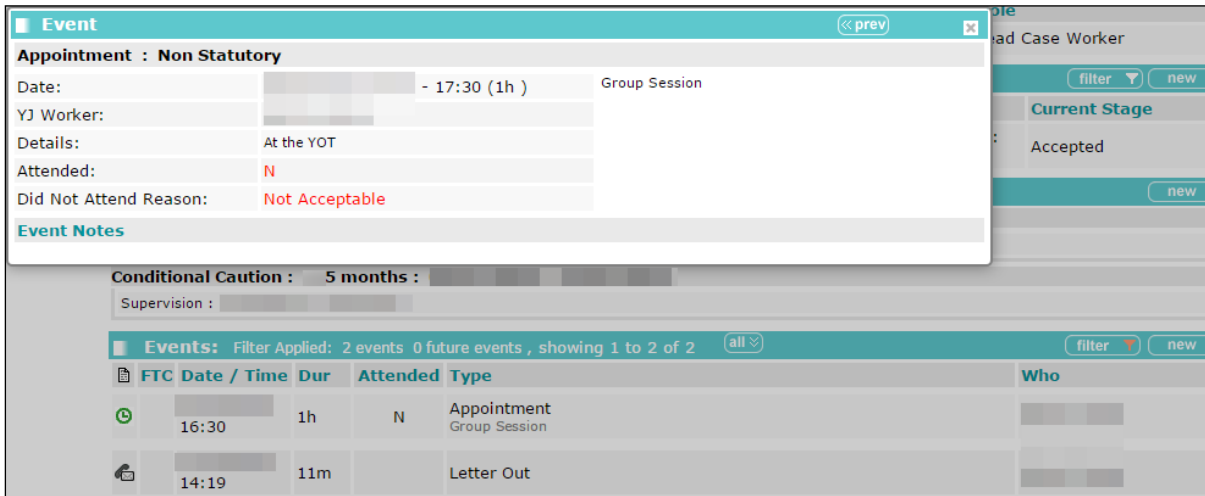 Event
« prev
Appointment : Non Statutory
Date: - 17:30 (1h ) Group Session
YJ Worker:
Details: At the YOT
Attended: N
Did Not Attend Reason: Not Acceptable
Event Notes
ole
ead Case Worker
filter new
Current Stage
: Accepted
new
Conditional Caution : 5 months :
Supervision :
Events: Filter Applied: 2 events 0 future events , showing 1 to 2 of 2 all filter new
FTC Date / Time Dur Attended Type Who
16:30 1h N Appointment
Group Session
14:19 11m Letter Out